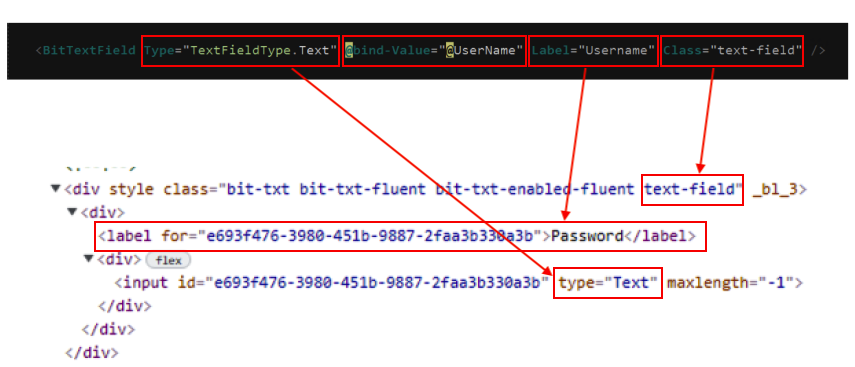 <BitTextField Type="TextFieldType.Text" @bind-Value="@UserName" Label="Username" Class="text-field" />
▼<div style class="bit-txt bit-txt-fluent bit-txt-enabled-fluent text-field" _bl_3>
▼<div>
<label for="e693f476-3980-451b-9887-2faa3b330a3b">Password</label>
▼<div> flex
<input id="e693f476-3980-451b-9887-2faa3b330a3b" type="Text" maxlength="-1">
</div>
</div>
</div>